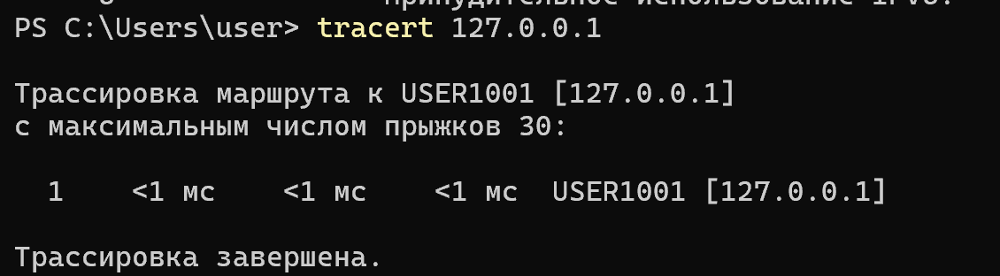 принудительное использование IPv6.
PS C:\Users\user> tracert 127.0.0.1
Трассировка маршрута к USER1001 [127.0.0.1]
с максимальным числом прыжков 30:
1 <1 мс <1 мс <1 мс USER1001 [127.0.0.1]
Трассировка завершена.